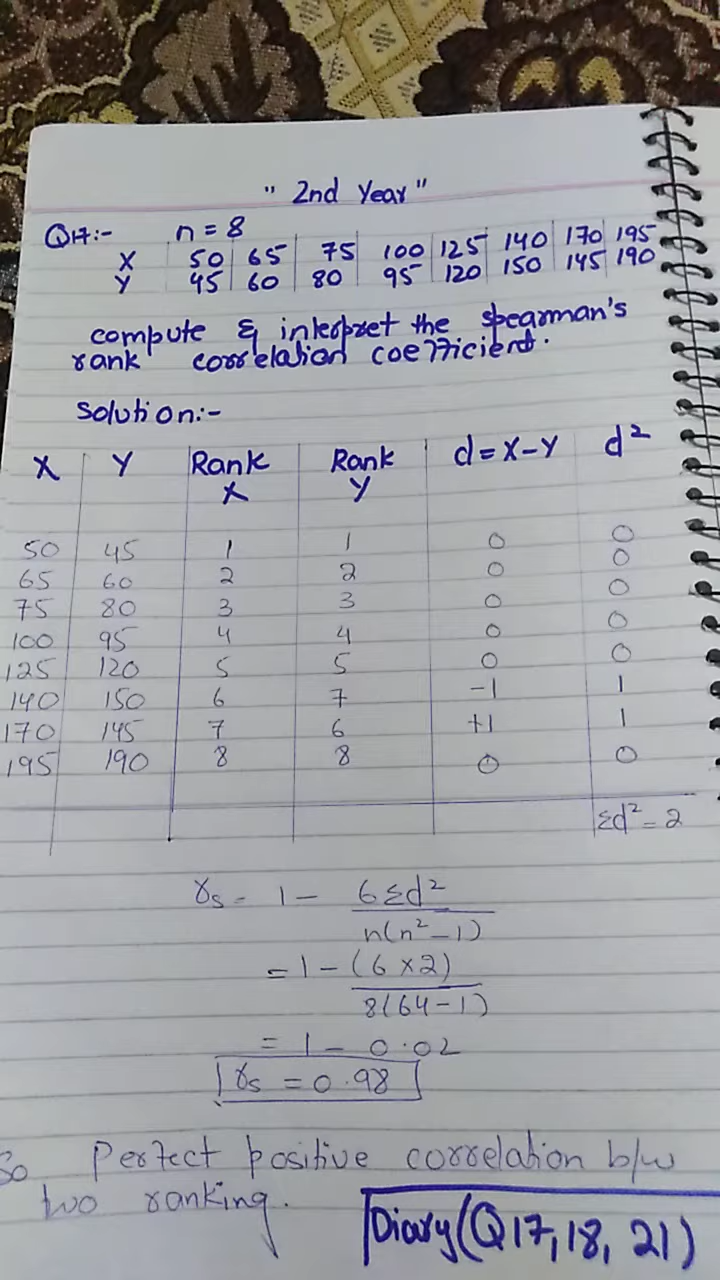 " 2nd Year"
Q17:- n = 8
X 50 65 75 100 125 140 170 195
Y 45 60 80 95 120 150 145 190
compute & interpret the spearman's
rank correlation coefficient.
Solution:-
X Y Rank X Rank Y d = X-Y d²
50 45 1 1 0 0
65 60 2 2 0 0
75 80 3 3 0 0
100 95 4 4 0 0
125 120 5 5 0 0
140 150 6 7 -1 1
170 145 7 6 +1 1
195 190 8 8 0 0
Σd² = 2
rs = 1 - 6Σd²
n(n²-1)
= 1 - (6×2)
8(64-1)
= 1 - 0.02
rs = 0.98
So Perfect positive correlation b/w
two ranking.
Diary(Q17,18, 21)